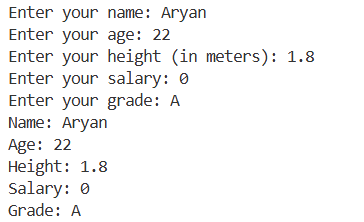 Enter your name: Aryan
Enter your age: 22
Enter your height (in meters): 1.8
Enter your salary: 0
Enter your grade: A
Name: Aryan
Age: 22
Height: 1.8
Salary: 0
Grade: A